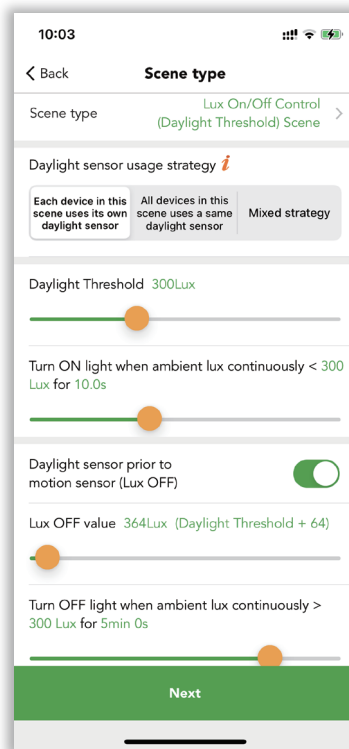 10:03
Back
Scene type
Scene type
Lux On/Off Control
(Daylight Threshold) Scene
Daylight sensor usage strategy i
Each device in this
scene uses its own
daylight sensor
All devices in this
scene uses a same
daylight sensor
Mixed strategy
Daylight Threshold 300Lux
Turn ON light when ambient lux continuously < 300
Lux for 10.0s
Daylight sensor prior to
motion sensor (Lux OFF)
Lux OFF value 364Lux (Daylight Threshold + 64)
Turn OFF light when ambient lux continuously >
300 Lux for 5min 0s
Next